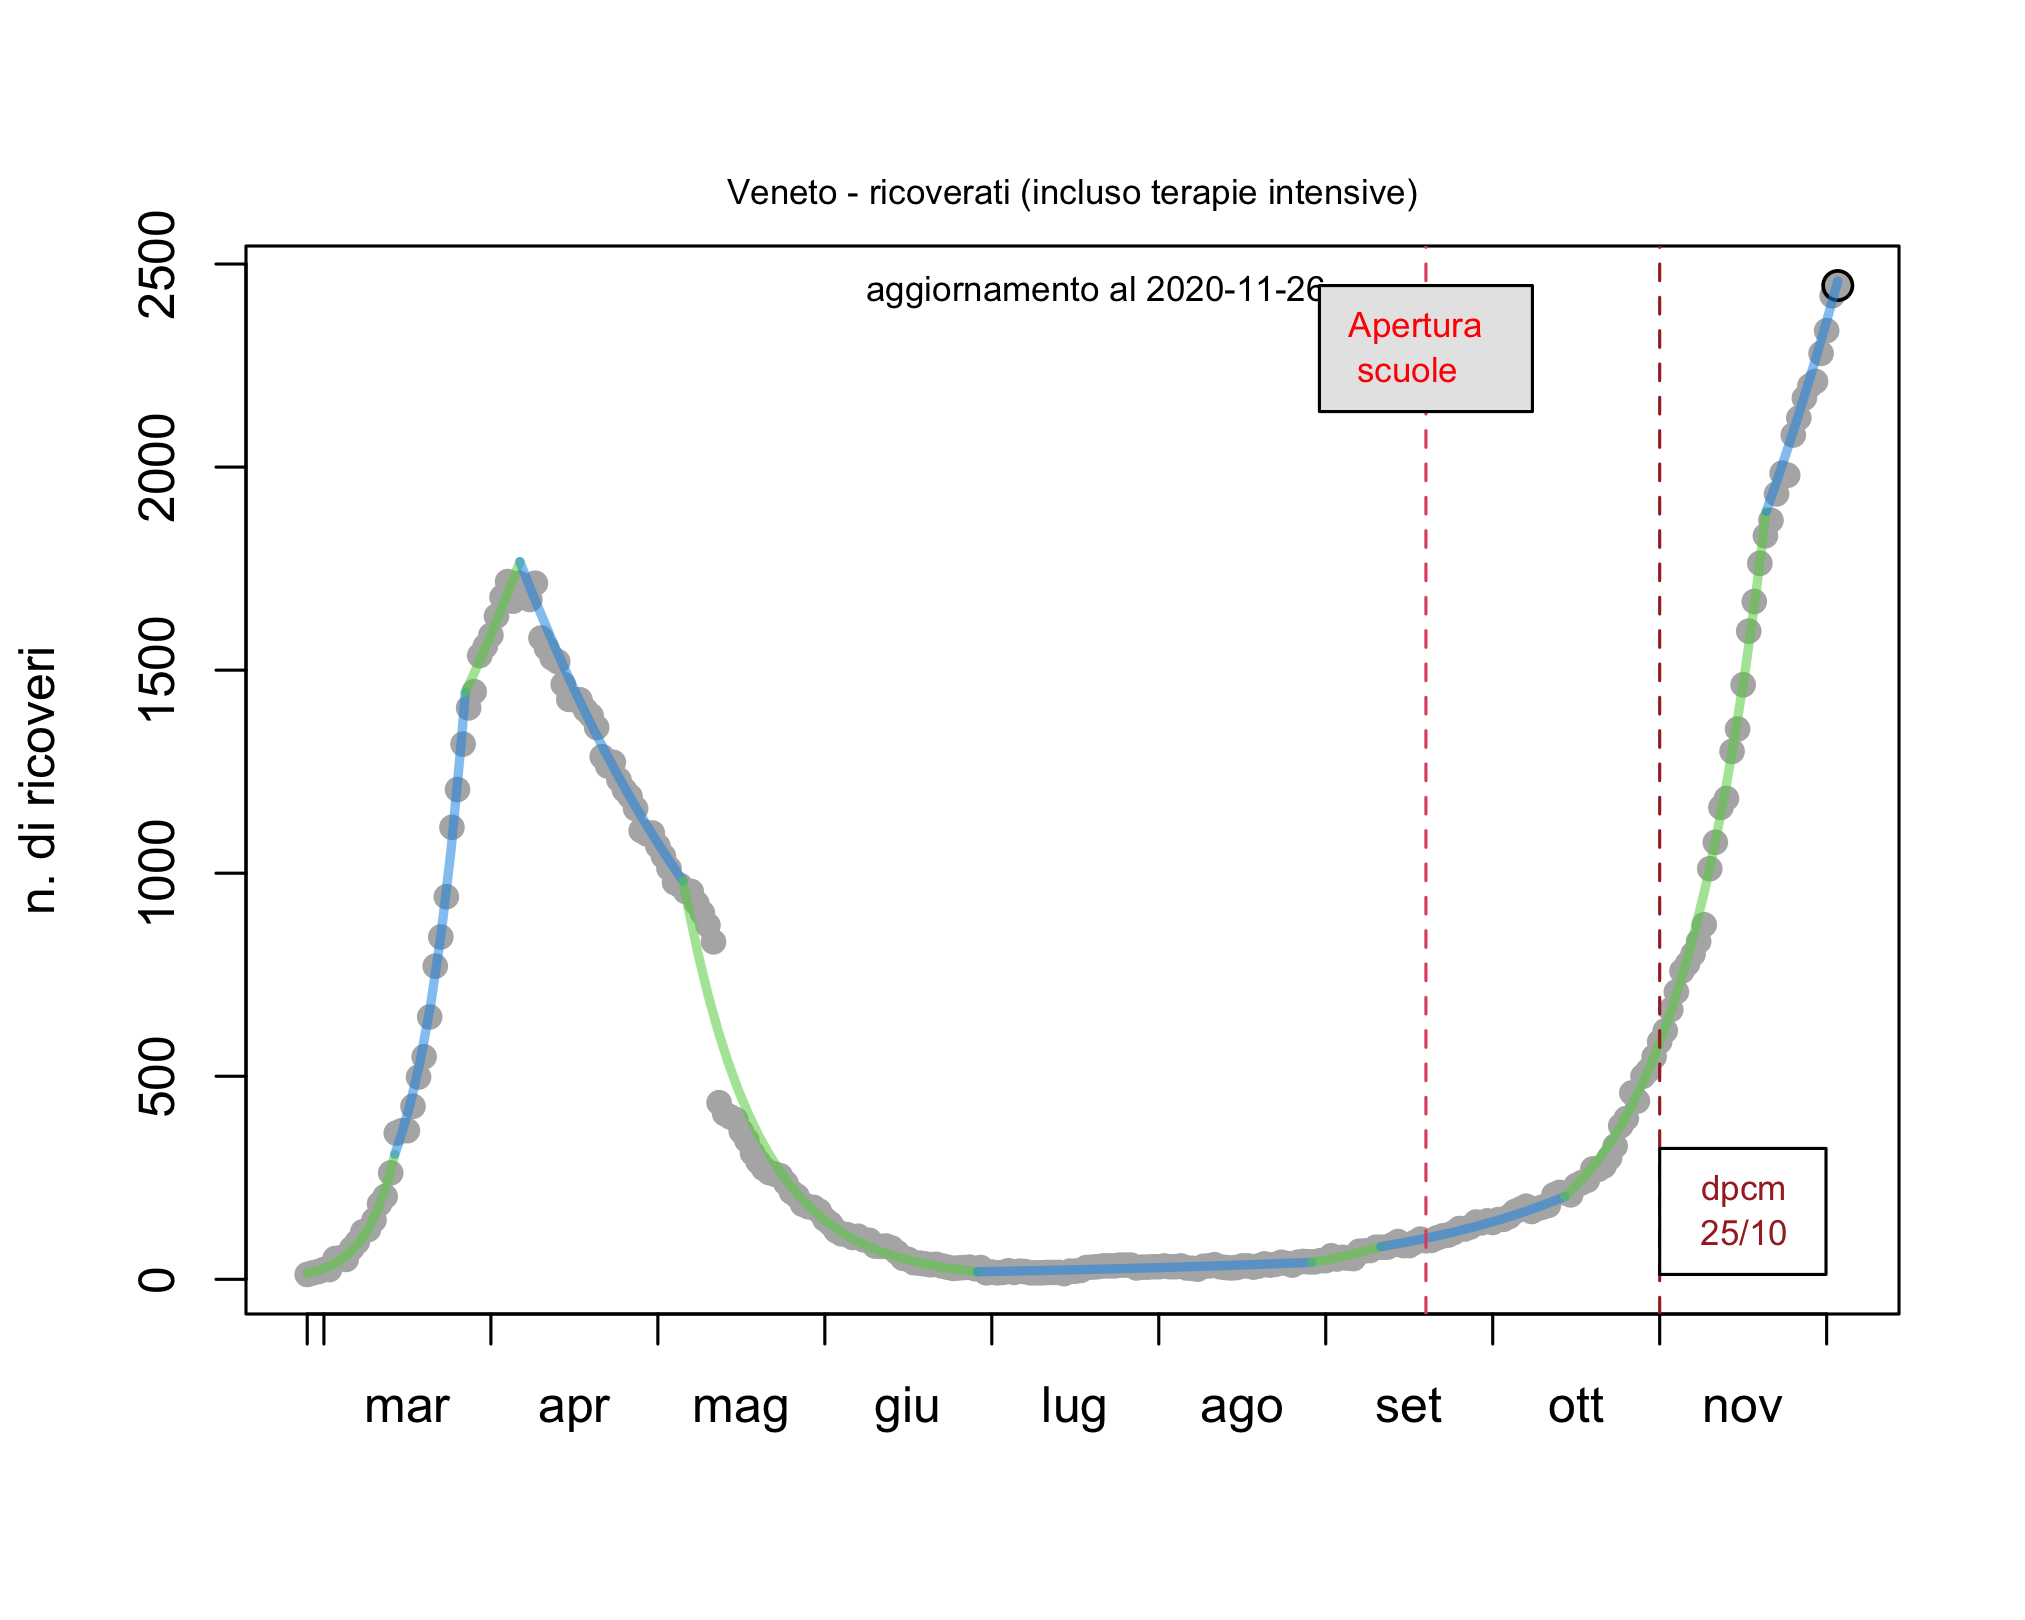 Veneto - ricoverati (incluso terapie intensive)
aggiornamento al 2020-11-26
Apertura
scuole
n. di ricoveri
2500
2000
1500
1000
500
0
dpcm
25/10
mar apr mag giu lug ago set ott nov